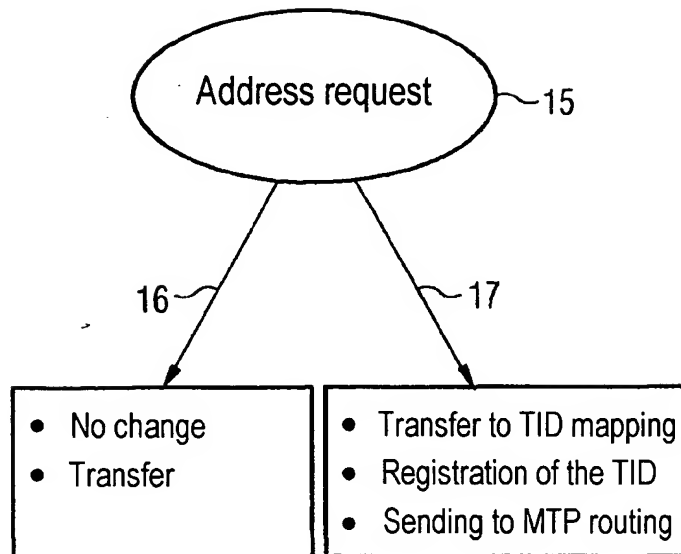 Address request
15
16
17
• No change
• Transfer
• Transfer to TID mapping
• Registration of the TID
• Sending to MTP routing